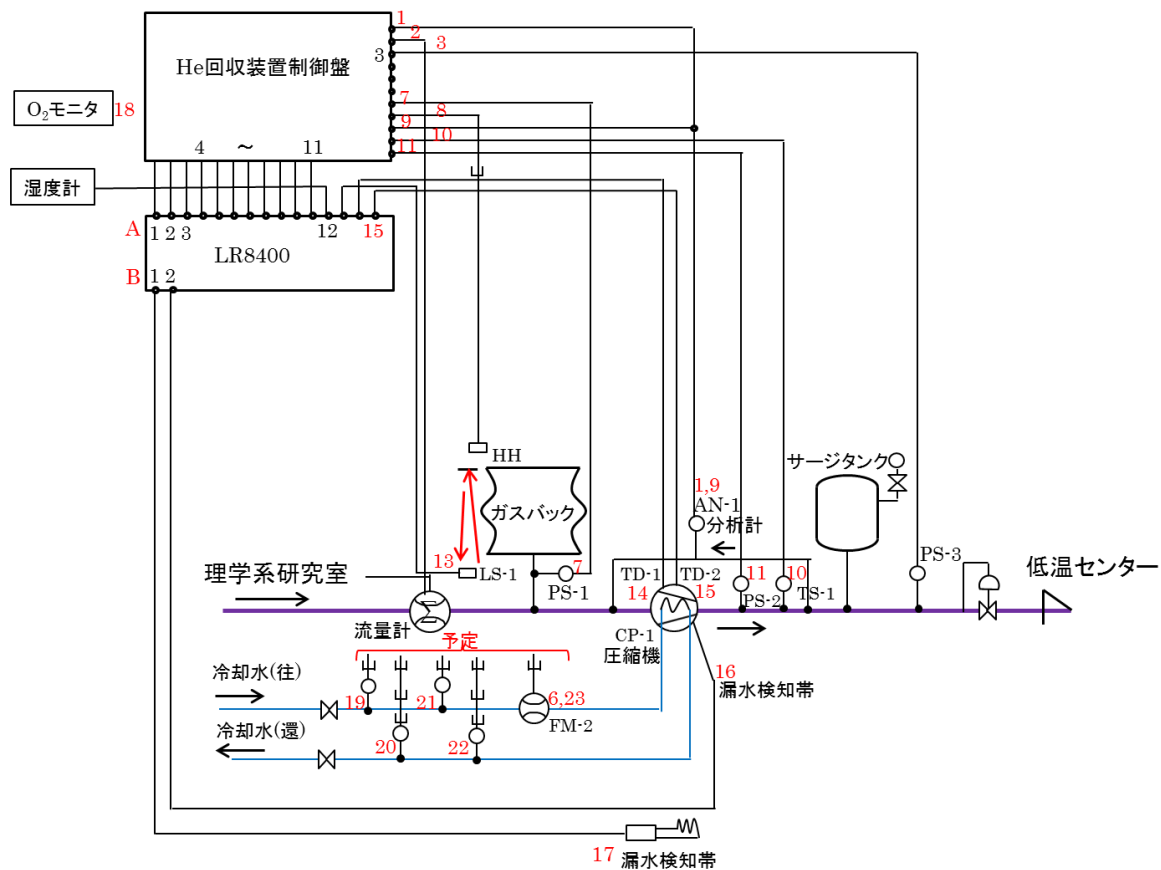 1
2
3
3
He回収装置制御盤
O₂モニタ
18
7
8
9
10
11
4 ~ 11
湿度計
A
1 2 3
12
15
LR8400
B
1 2
HH
ガスバック
サージタンク
1,9
AN-1
分析計
13
LS-1
7
PS-1
理学系研究室
流量計
TD-1
14
TD-2
15
11
PS-2
10
TS-1
PS-3
低温センター
CP-1
圧縮機
予定
16
漏水検知帯
冷却水(往)
19
21
6,23
FM-2
冷却水(還)
20
22
17
漏水検知帯